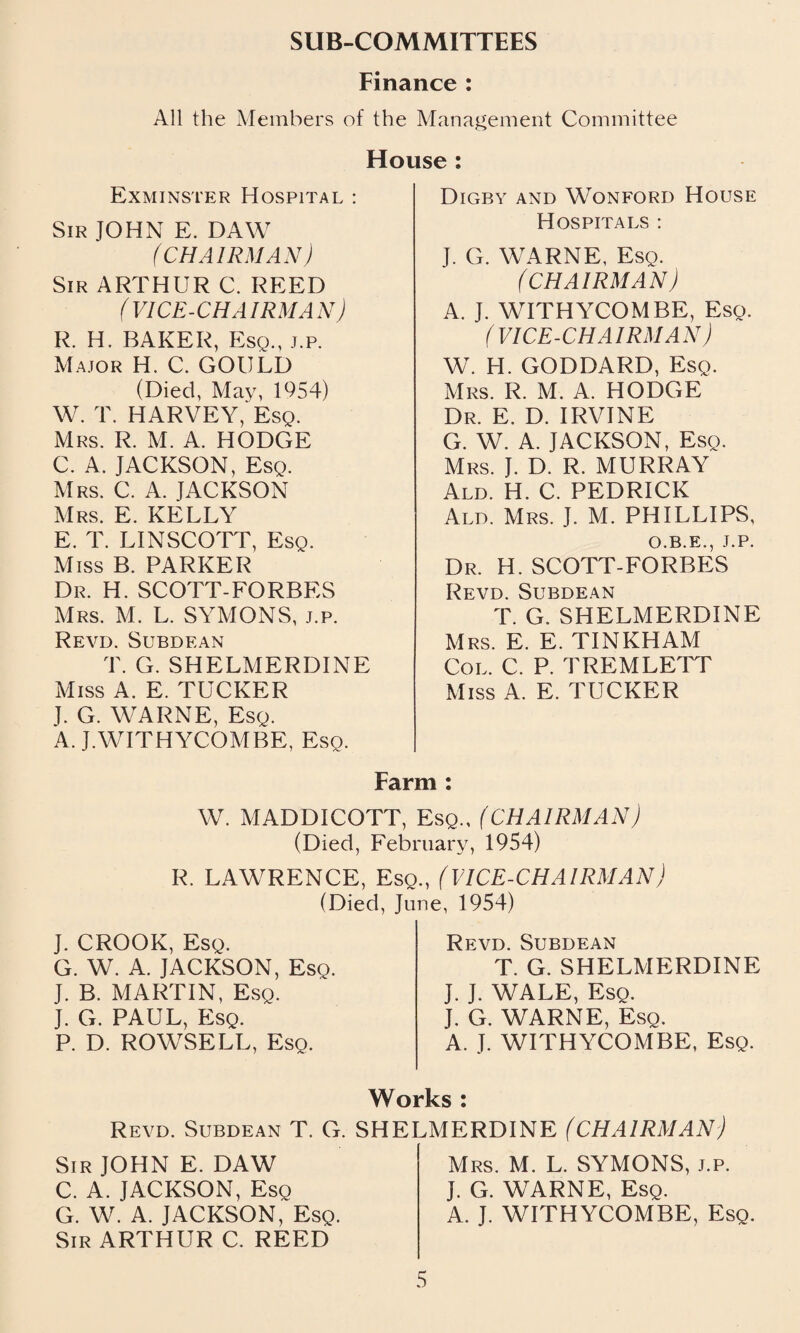 SUB-COMMITTEES
Finance :
All the Members of the Management Committee
House :
Exminster Hospital :
Sir JOHN E. DAW
(CHAIRMAN)
Sir ARTHUR C. REED
(VICE-CHAIRMAN)
R. H. BAKER, Esq., j.p.
Major H. C. GOULD
(Died, May, 1954)
W. T. HARVEY, Esq.
Mrs. R. M. A. HODGE
C. A. JACKSON, Esq.
Mrs. C. A. JACKSON
Mrs. E. KELLY
E. T. LINSCOTT, Esq.
Miss B. PARKER
Dr. H. SCOTT-FORBES
Mrs. M. L. SYMONS, j.p.
Revd. Subdean
T. G. SHELMERDINE
Miss A. E. TUCKER
J. G. WARNE, Esq.
A. J.WITHYCOMBE, Esq.
Digby and Wonford House
Hospitals :
J. G. WARNE, Esq.
(CHAIRMAN)
A. J. WITHYCOMBE, Esq.
(VICE-CHAIRMAN)
W. H. GODDARD, Esq.
Mrs. R. M. A. HODGE
Dr. E. D. IRVINE
G. W. A. JACKSON, Esq.
Mrs. J. D. R. MURRAY
Ald. H. C. PEDRICK
Ald. Mrs. J. M. PHILLIPS,
O.B.E., J.P.
Dr. H. SCOTT-FORBES
Revd. Subdean
T. G. SHELMERDINE
Mrs. E. E. TINKHAM
Col. C. P. TREMLETT
Miss A. E. TUCKER
Farm :
W. MADDICOTT, Esq., (CHAIRMAN)
(Died, February, 1954)
R. LAWRENCE, Esq., (VICE-CHAIRMAN)
(Died, June, 1954)
J. CROOK, Esq.
G. W. A. JACKSON, Esq.
J. B. MARTIN, Esq.
J. G. PAUL, Esq.
P. D. ROWSELL, Esq.
Revd. Subdean
T. G. SHELMERDINE
J. J. WALE, Esq.
J. G. WARNE, Esq.
A. J. WITHYCOMBE, Esq.
Works :
Revd. Subdean T. G. SHELMERDINE (CHAIRMAN)
Sir JOHN E. DAW
C. A. JACKSON, Esq
G. W. A. JACKSON, Esq.
Sir ARTHUR C. REED
Mrs. M. L. SYMONS, j.p.
J. G. WARNE, Esq.
A. J. WITHYCOMBE, Esq.
5